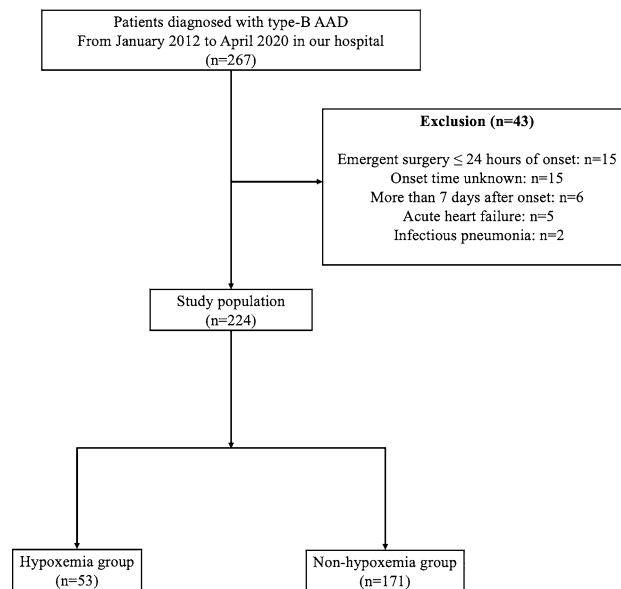 Patients diagnosed with type-B AAD
From January 2012 to April 2020 in our hospital
(n=267)
Exclusion (n=43)
Emergent surgery ≤ 24 hours of onset: n=15
Onset time unknown: n=15
More than 7 days after onset: n=6
Acute heart failure: n=5
Infectious pneumonia: n=2
Study population
(n=224)
Hypoxemia group
(n=53)
Non-hypoxemia group
(n=171)